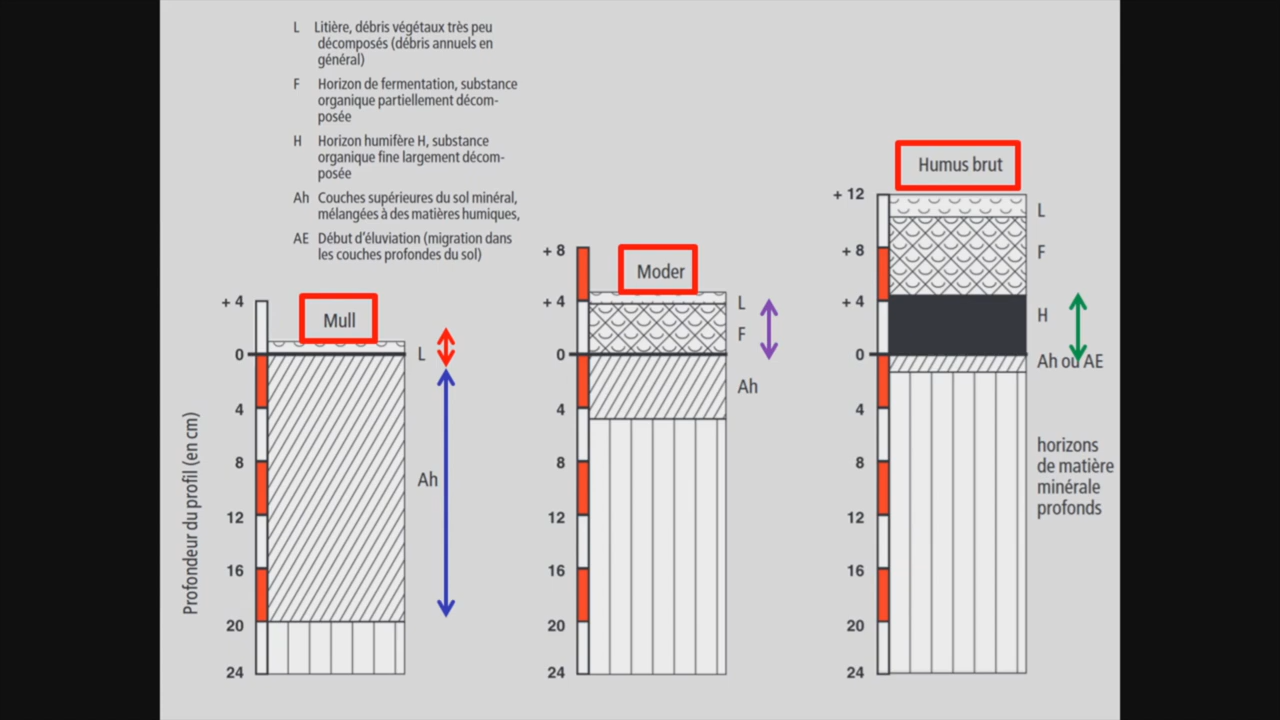 L Litière, débris végétaux très peu
décomposés (débris annuels en
général)
F Horizon de fermentation, substance
organique partiellement décom-
posée
H Horizon humifère H, substance
organique fine largement décom-
posée
Ah Couches supérieures du sol minéral,
mélangées à des matières humiques,
AE Début d'éluviation (migration dans
les couches profondes du sol)
Profondeur du profil (en cm)
Mull
+ 4
0
4
8
12
16
20
24
L
Ah
Moder
+ 8
+ 4
0
4
8
12
16
20
24
L
F
Ah
Humus brut
+ 12
+ 8
+ 4
0
4
8
12
16
20
24
L
F
H
Ah ou AE
horizons
de matière
minérale
profonds